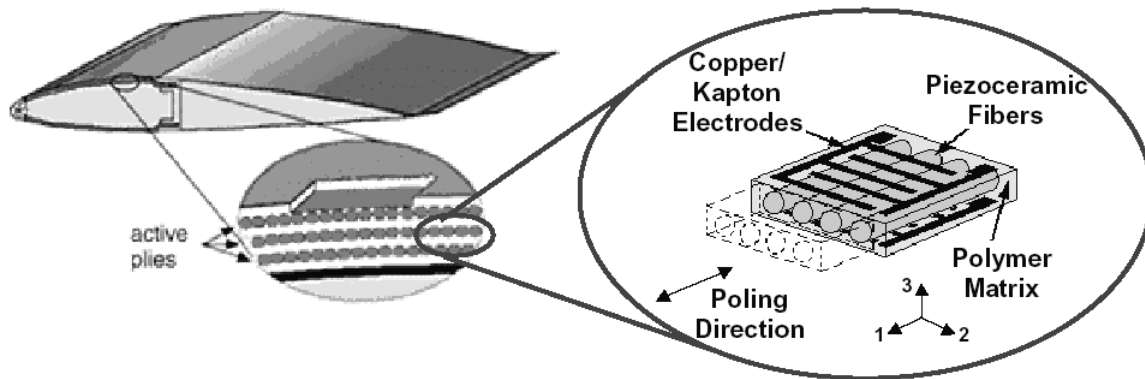 Copper/
Kapton
Electrodes
Piezoceramic
Fibers
active
plies
Polymer
Matrix
Poling
Direction
3
1
2